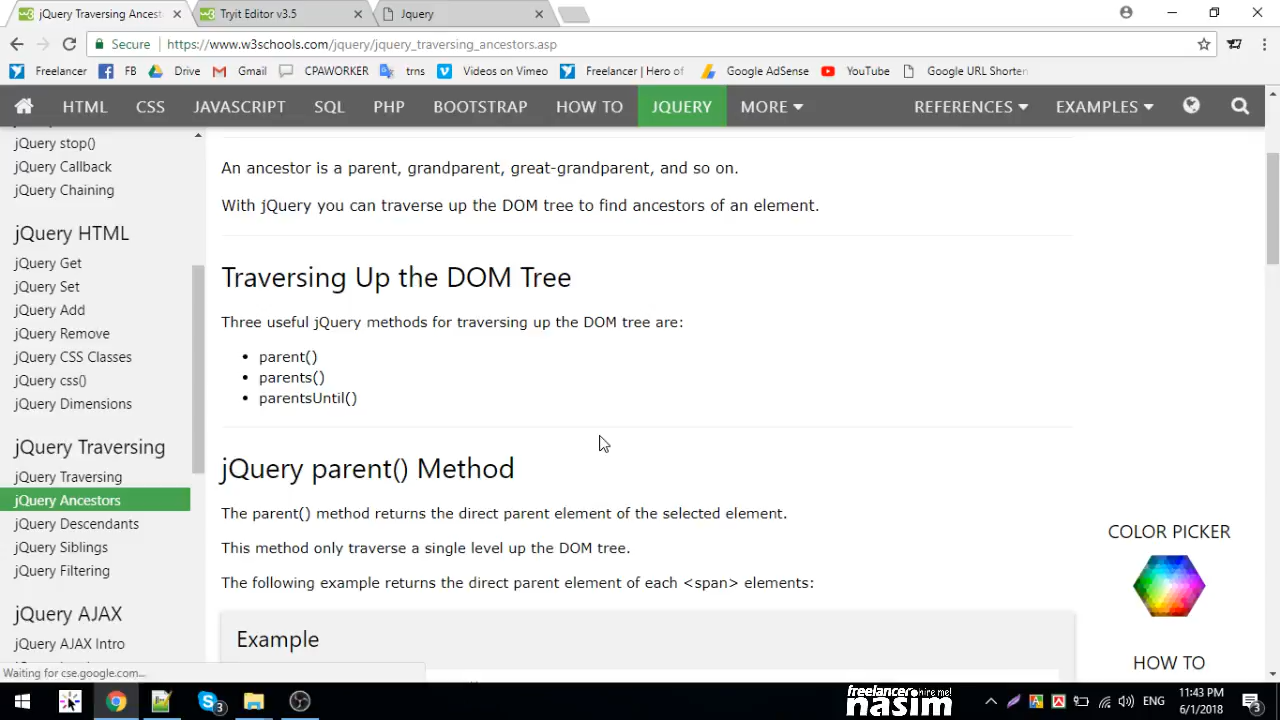 jQuery Traversing Ancest
Tryit Editor v3.5
Jquery
Secure
https://www.w3schools.com/jquery/jquery_traversing_ancestors.asp
Freelancer
FB
Drive
Gmail
CPAWORKER
trns
Videos on Vimeo
Freelancer | Hero of
Google AdSense
YouTube
Google URL Shorten
HTML
CSS
JAVASCRIPT
SQL
PHP
BOOTSTRAP
HOW TO
JQUERY
MORE
REFERENCES
EXAMPLES
jQuery stop()
jQuery Callback
jQuery Chaining
jQuery HTML
jQuery Get
jQuery Set
jQuery Add
jQuery Remove
jQuery CSS Classes
jQuery css()
jQuery Dimensions
jQuery Traversing
jQuery Traversing
jQuery Ancestors
jQuery Descendants
jQuery Siblings
jQuery Filtering
jQuery AJAX
jQuery AJAX Intro
An ancestor is a parent, grandparent, great-grandparent, and so on.
With jQuery you can traverse up the DOM tree to find ancestors of an element.
Traversing Up the DOM Tree
Three useful jQuery methods for traversing up the DOM tree are:
• parent()
• parents()
• parentsUntil()
jQuery parent() Method
The parent() method returns the direct parent element of the selected element.
This method only traverse a single level up the DOM tree.
The following example returns the direct parent element of each <span> elements:
Example
COLOR PICKER
HOW TO
Waiting for cse.google.com...
3
freelancer hire me!
nasim
ENG
11:43 PM
6/1/2018
3